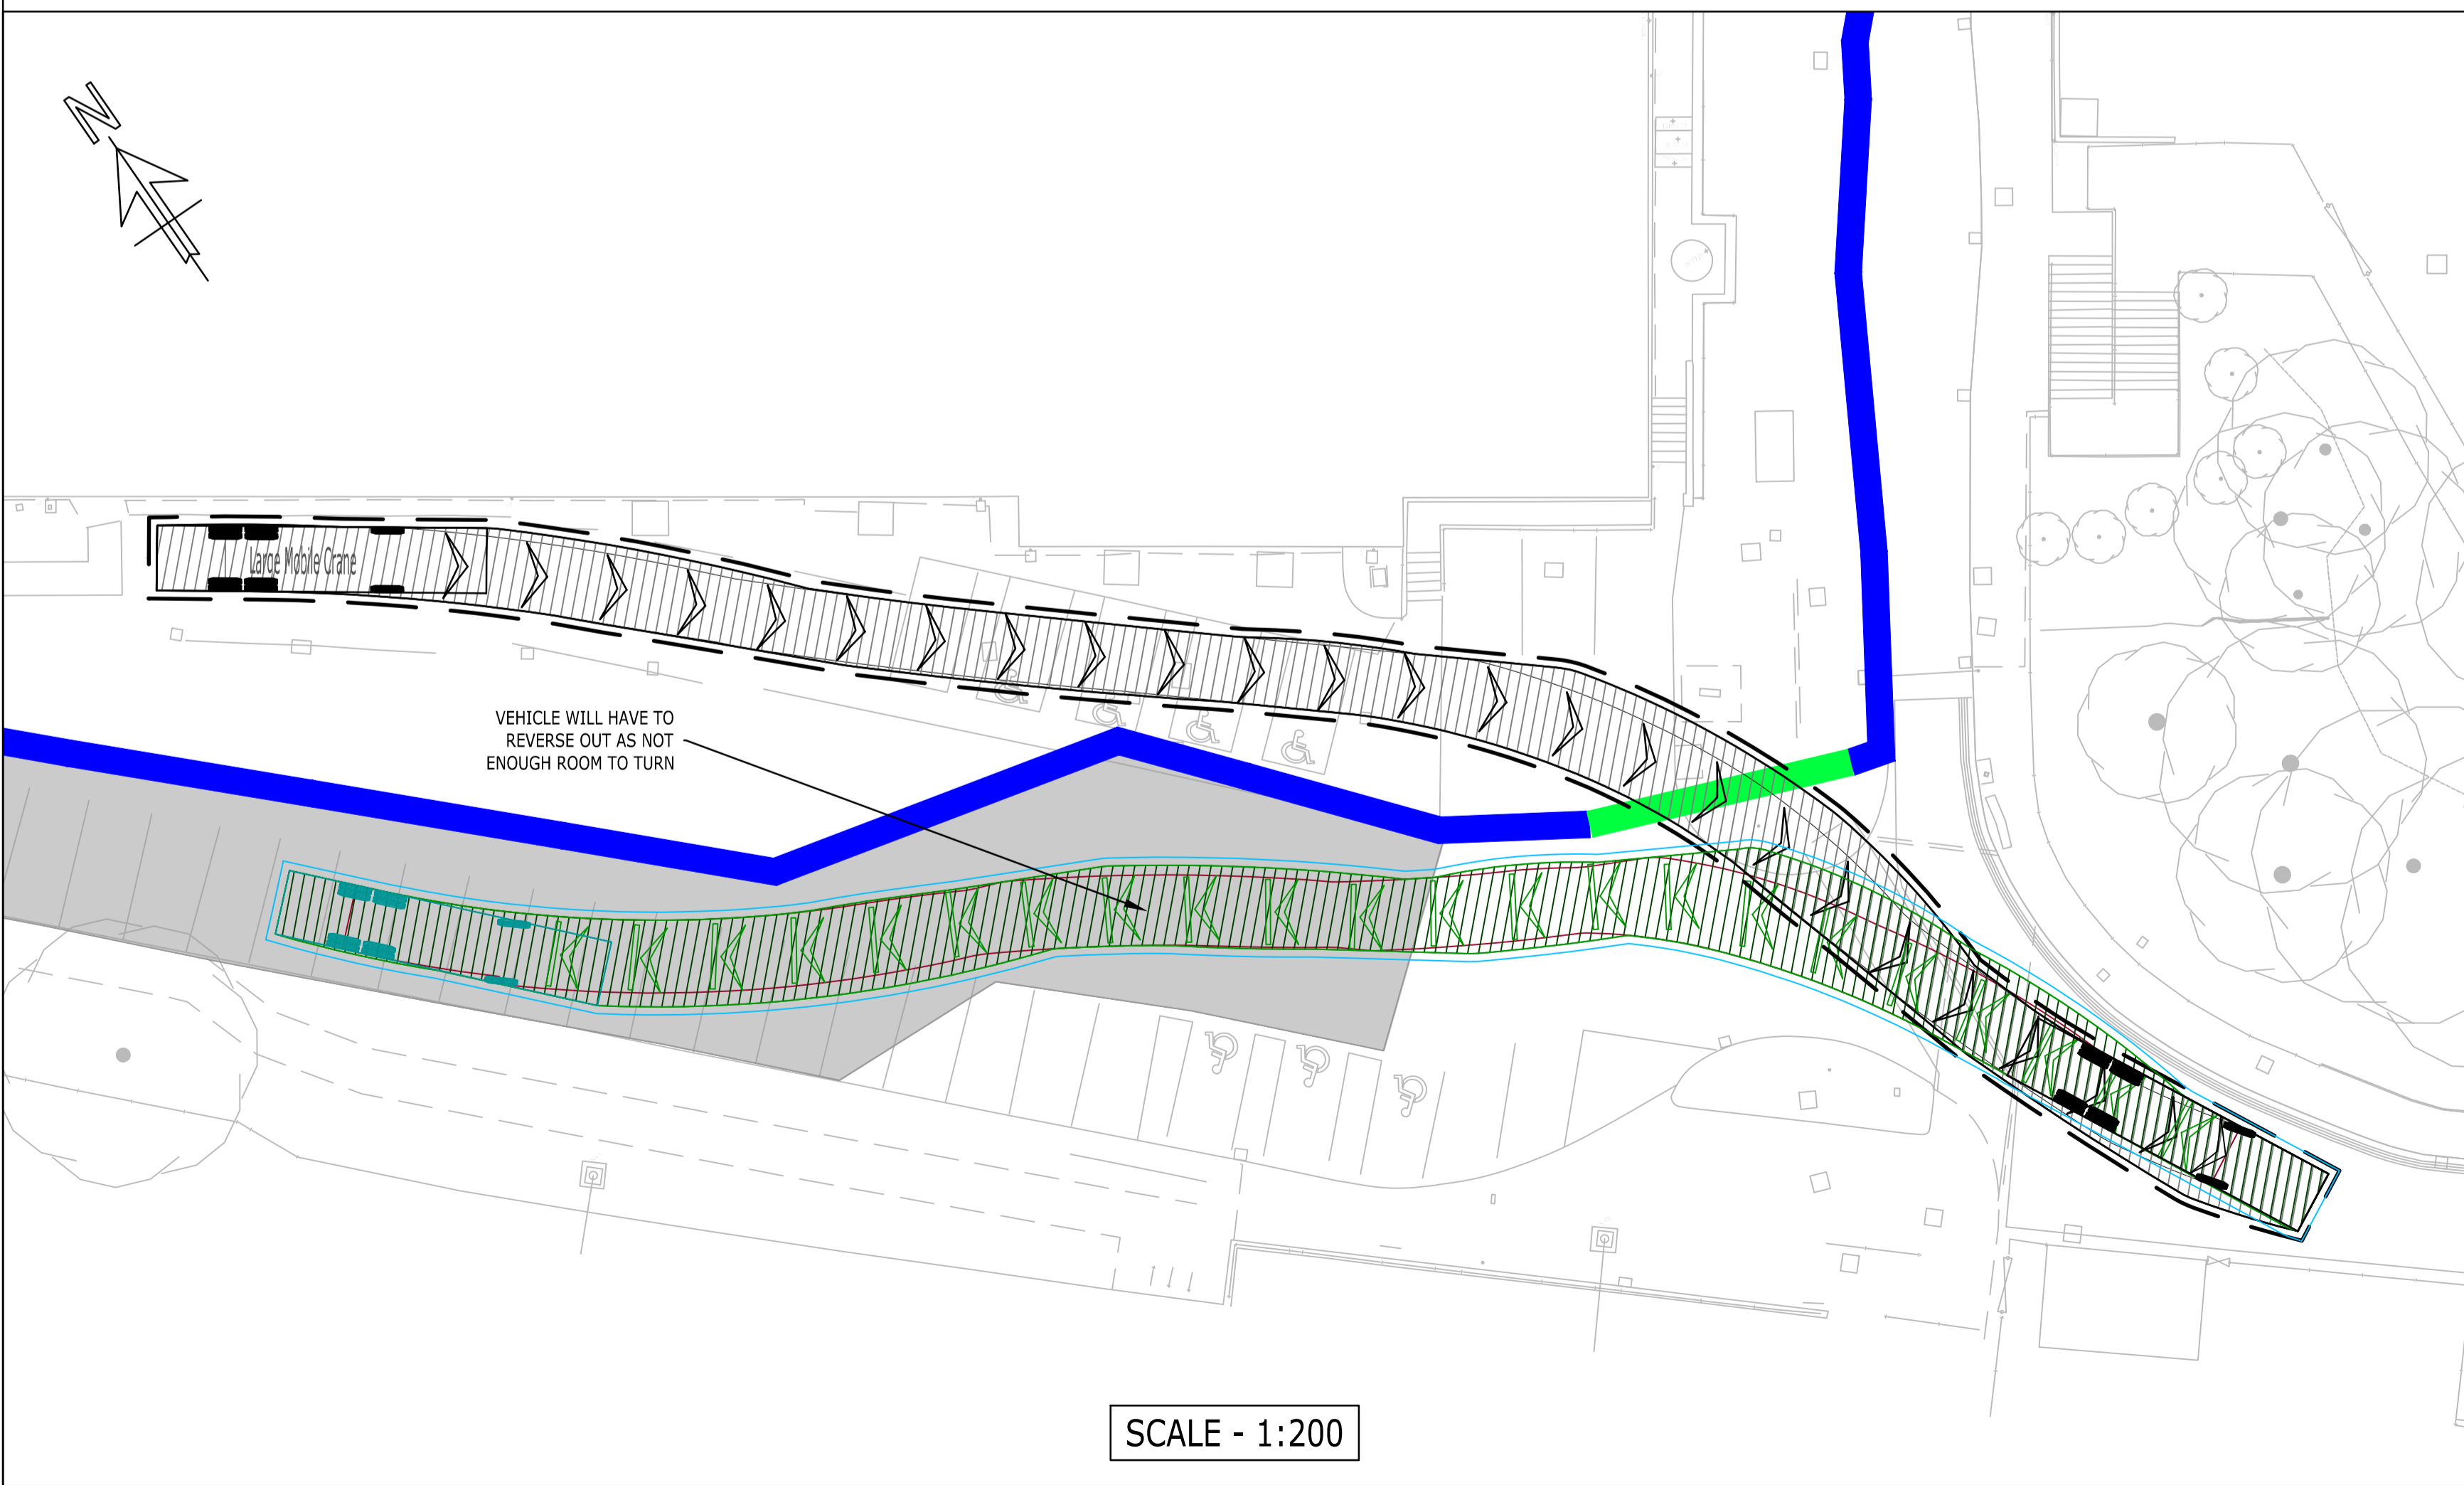 N
Large Mobile Crane
VEHICLE WILL HAVE TO
REVERSE OUT AS NOT
ENOUGH ROOM TO TURN
SCALE - 1:200